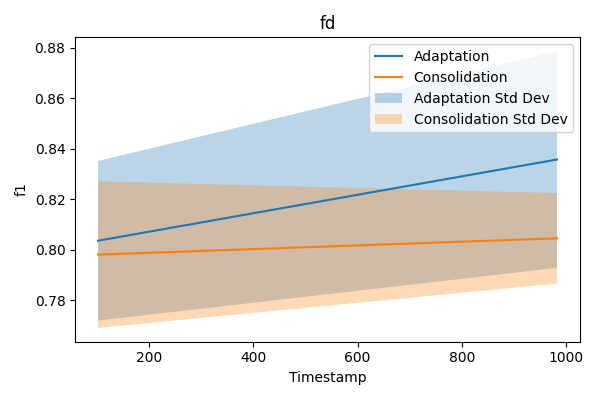 fd
Adaptation
Consolidation
Adaptation Std Dev
Consolidation Std Dev
0.88
0.86
0.84
0.82
0.80
0.78
f1
200
400
600
800
1000
Timestamp